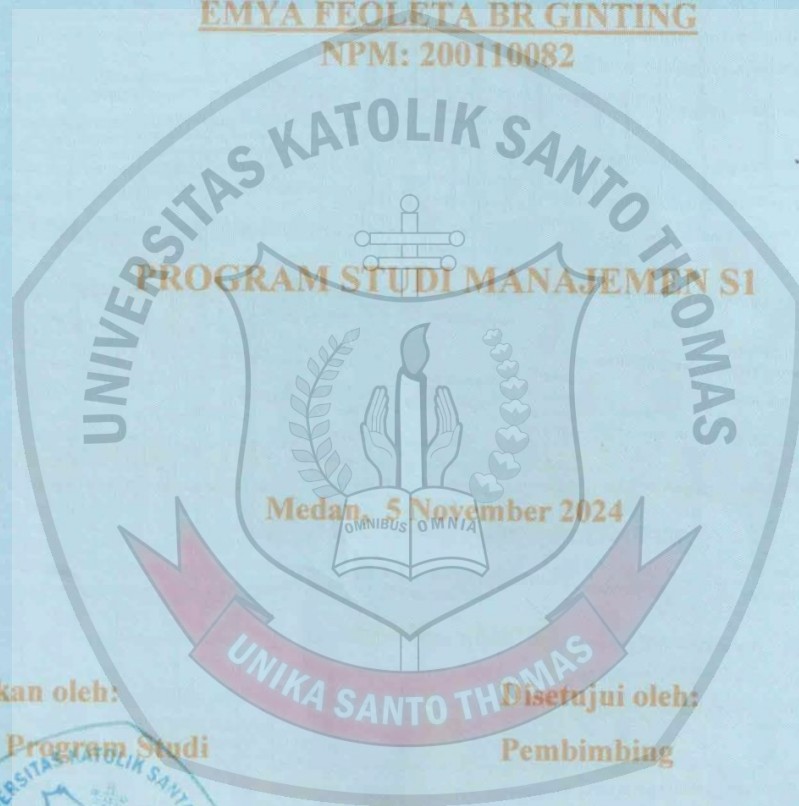 EMYA FEOLETA BR GINTING
NPM: 200110082
UNIVERSITAS KATOLIK SANTO THOMAS
PROGRAM STUDI MANAJEMEN S1
OMNIBUS OMNIA
Medan, 5 November 2024
UNIKA SANTO THOMAS
kan oleh:
Disetujui oleh:
Program Studi
Pembimbing
KATOLIK